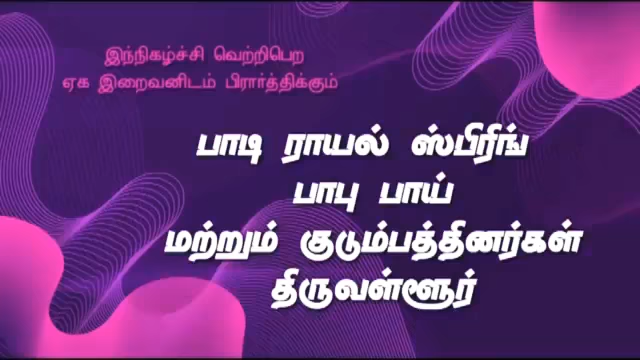 இந்நிகழ்ச்சி வெற்றிபெற
ஏக இறைவனிடம் பிரார்த்திக்கும்
பாடி ராயல் ஸ்பிரிங்
பாபு பாய்
மற்றும் குடும்பத்தினர்கள்
திருவள்ளூர்